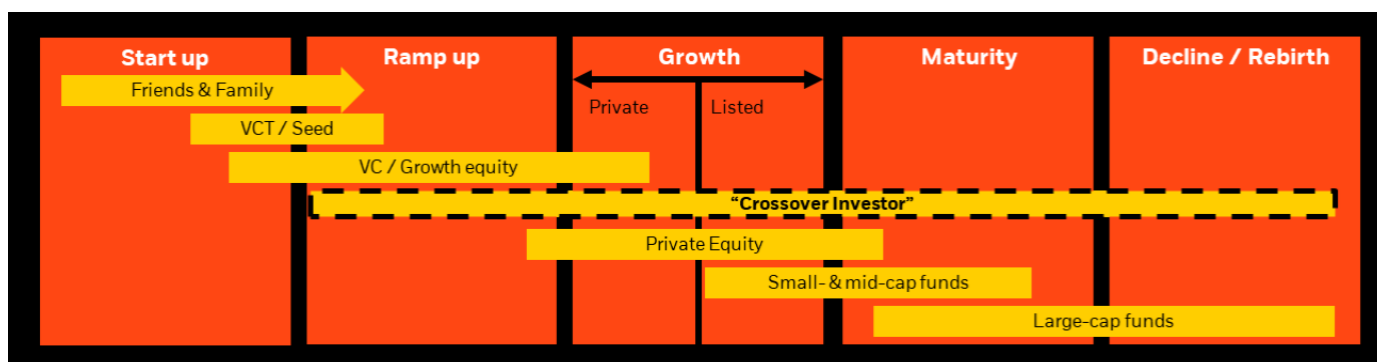 Start up
Ramp up
Growth
Maturity
Decline / Rebirth
Friends & Family
Private
Listed
VCT / Seed
VC / Growth equity
“Crossover Investor”
Private Equity
Small- & mid-cap funds
Large-cap funds